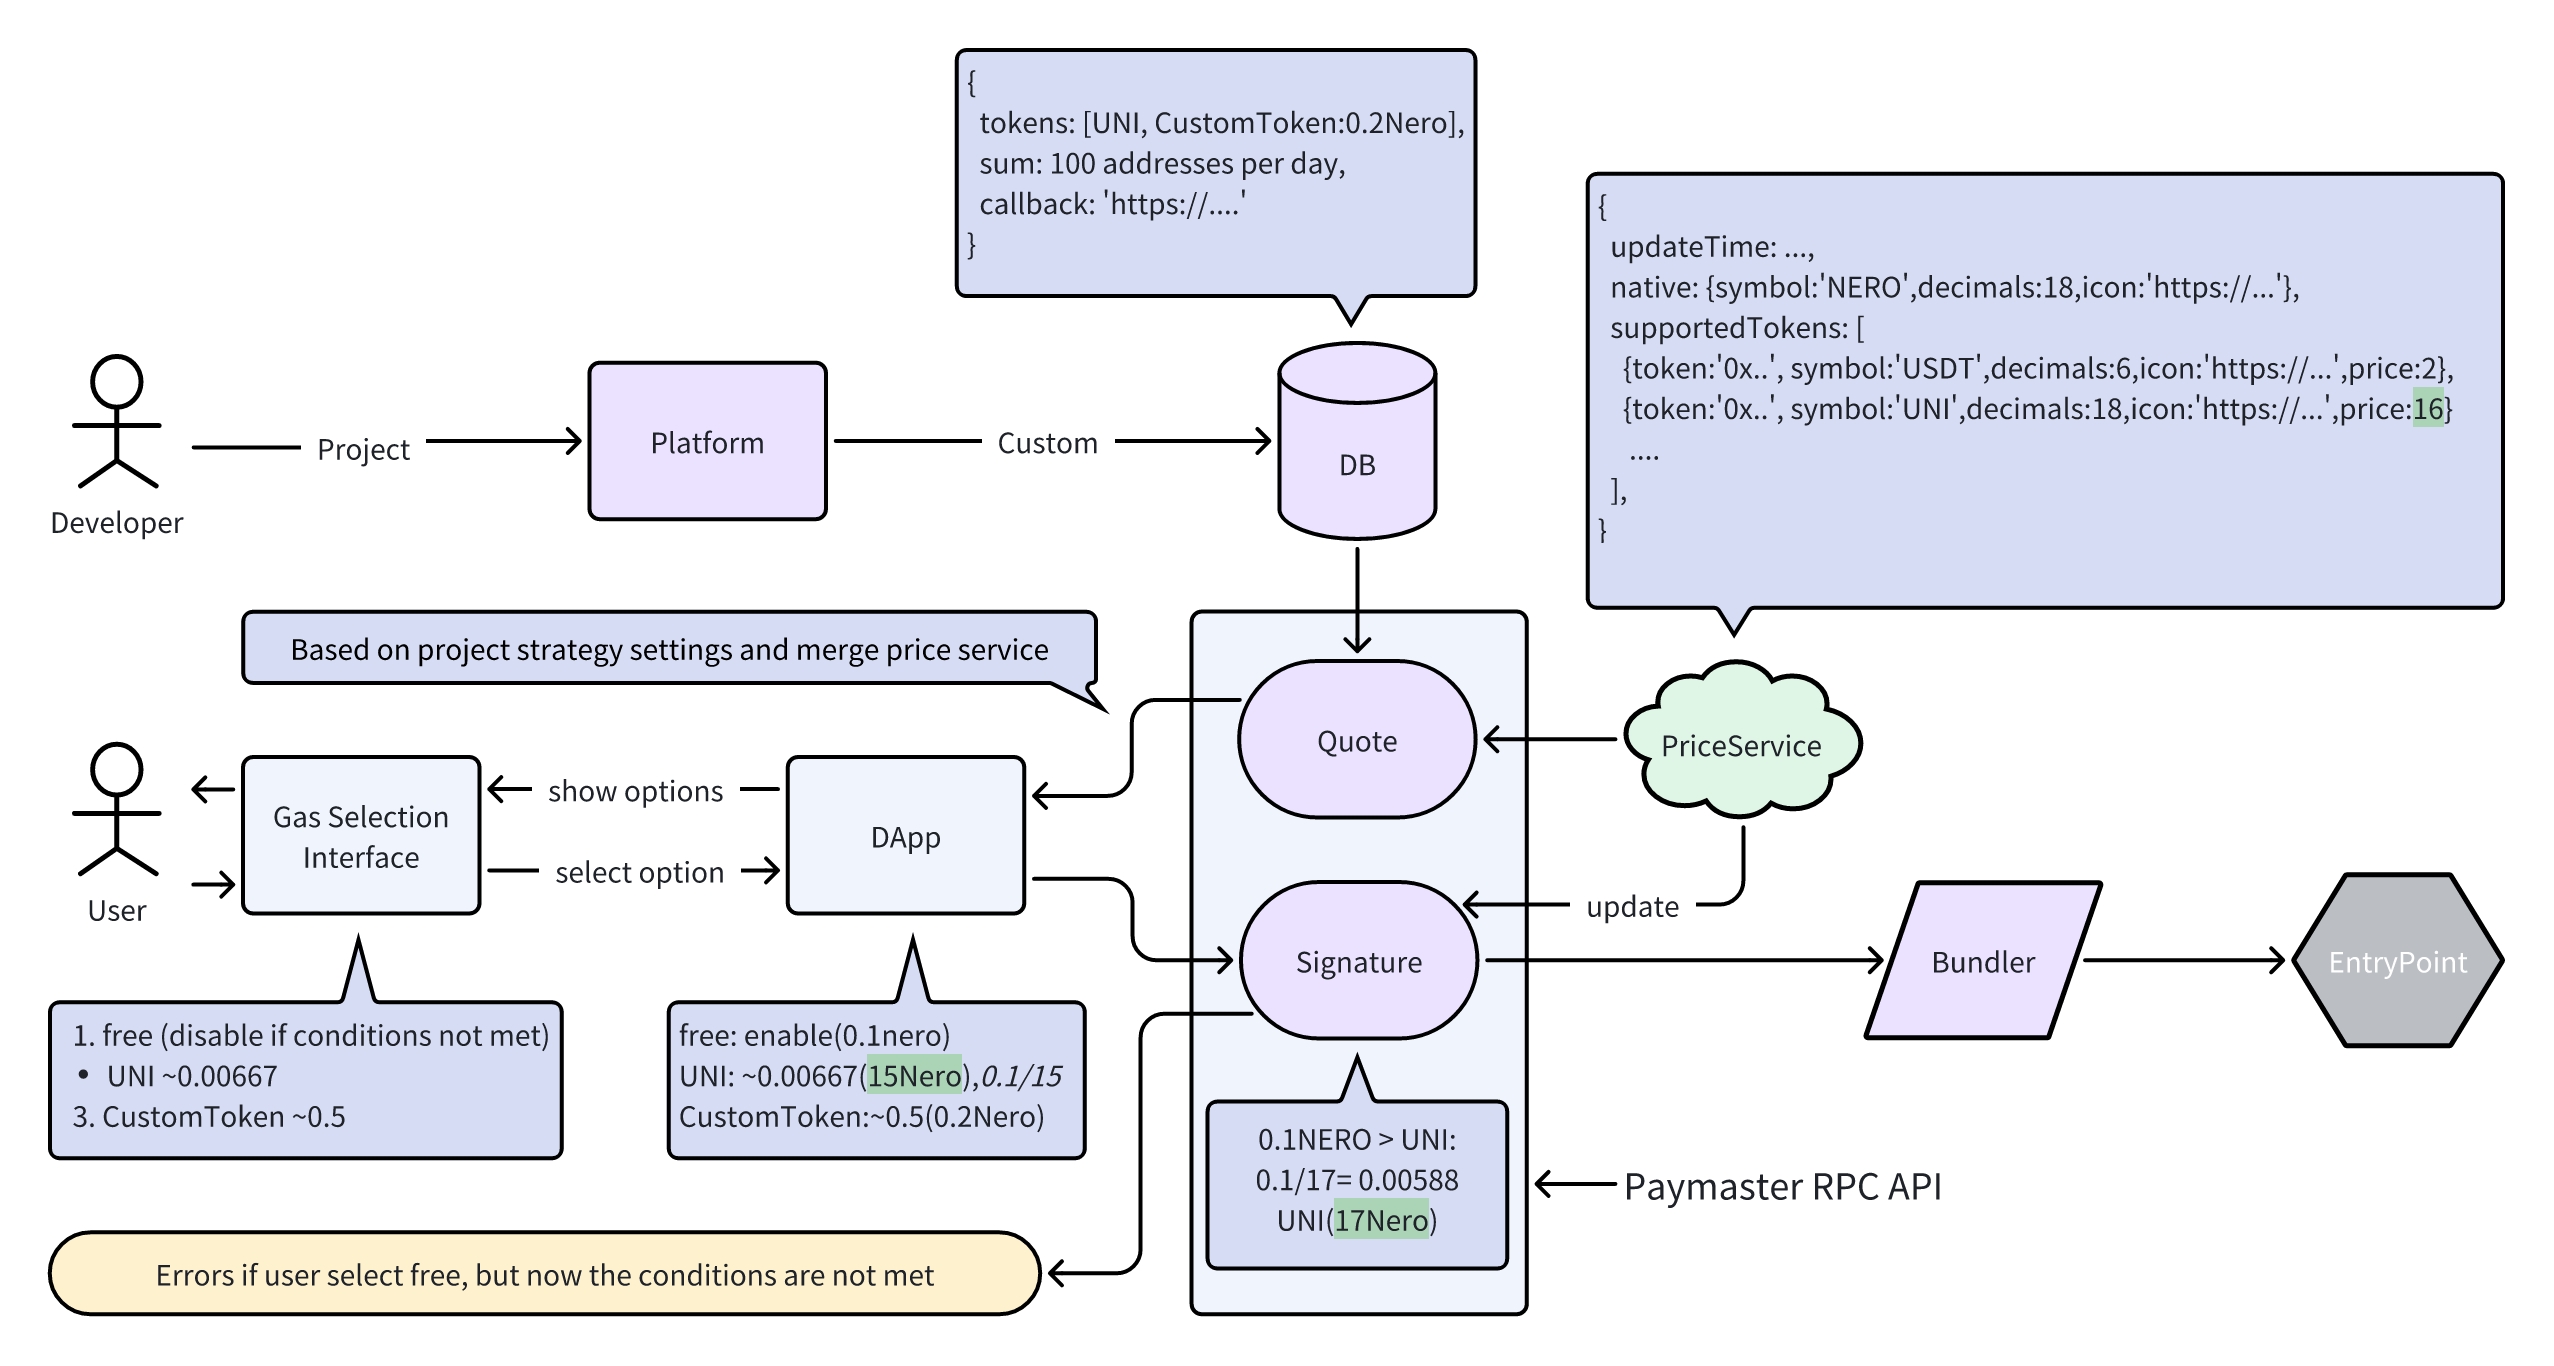 {
tokens: [UNI, CustomToken:0.2Nero],
sum: 100 addresses per day,
callback: 'https://....'
}
{
updateTime: ...,
native: {symbol:'NERO',decimals:18,icon:'https://...'},
supportedTokens: [
{token:'0x..', symbol:'USDT',decimals:6,icon:'https://...',price:2},
{token:'0x..', symbol:'UNI',decimals:18,icon:'https://...',price:16}
....
],
}
Developer
Project
Platform
Custom
DB
Based on project strategy settings and merge price service
Quote
PriceService
User
Gas Selection
Interface
show options
select option
DApp
update
Signature
Bundler
EntryPoint
1. free (disable if conditions not met)
• UNI ~0.00667
3. CustomToken ~0.5
free: enable(0.1nero)
UNI: ~0.00667(15Nero),0.1/15
CustomToken:~0.5(0.2Nero)
0.1NERO > UNI:
0.1/17= 0.00588
UNI(17Nero)
Paymaster RPC API
Errors if user select free, but now the conditions are not met